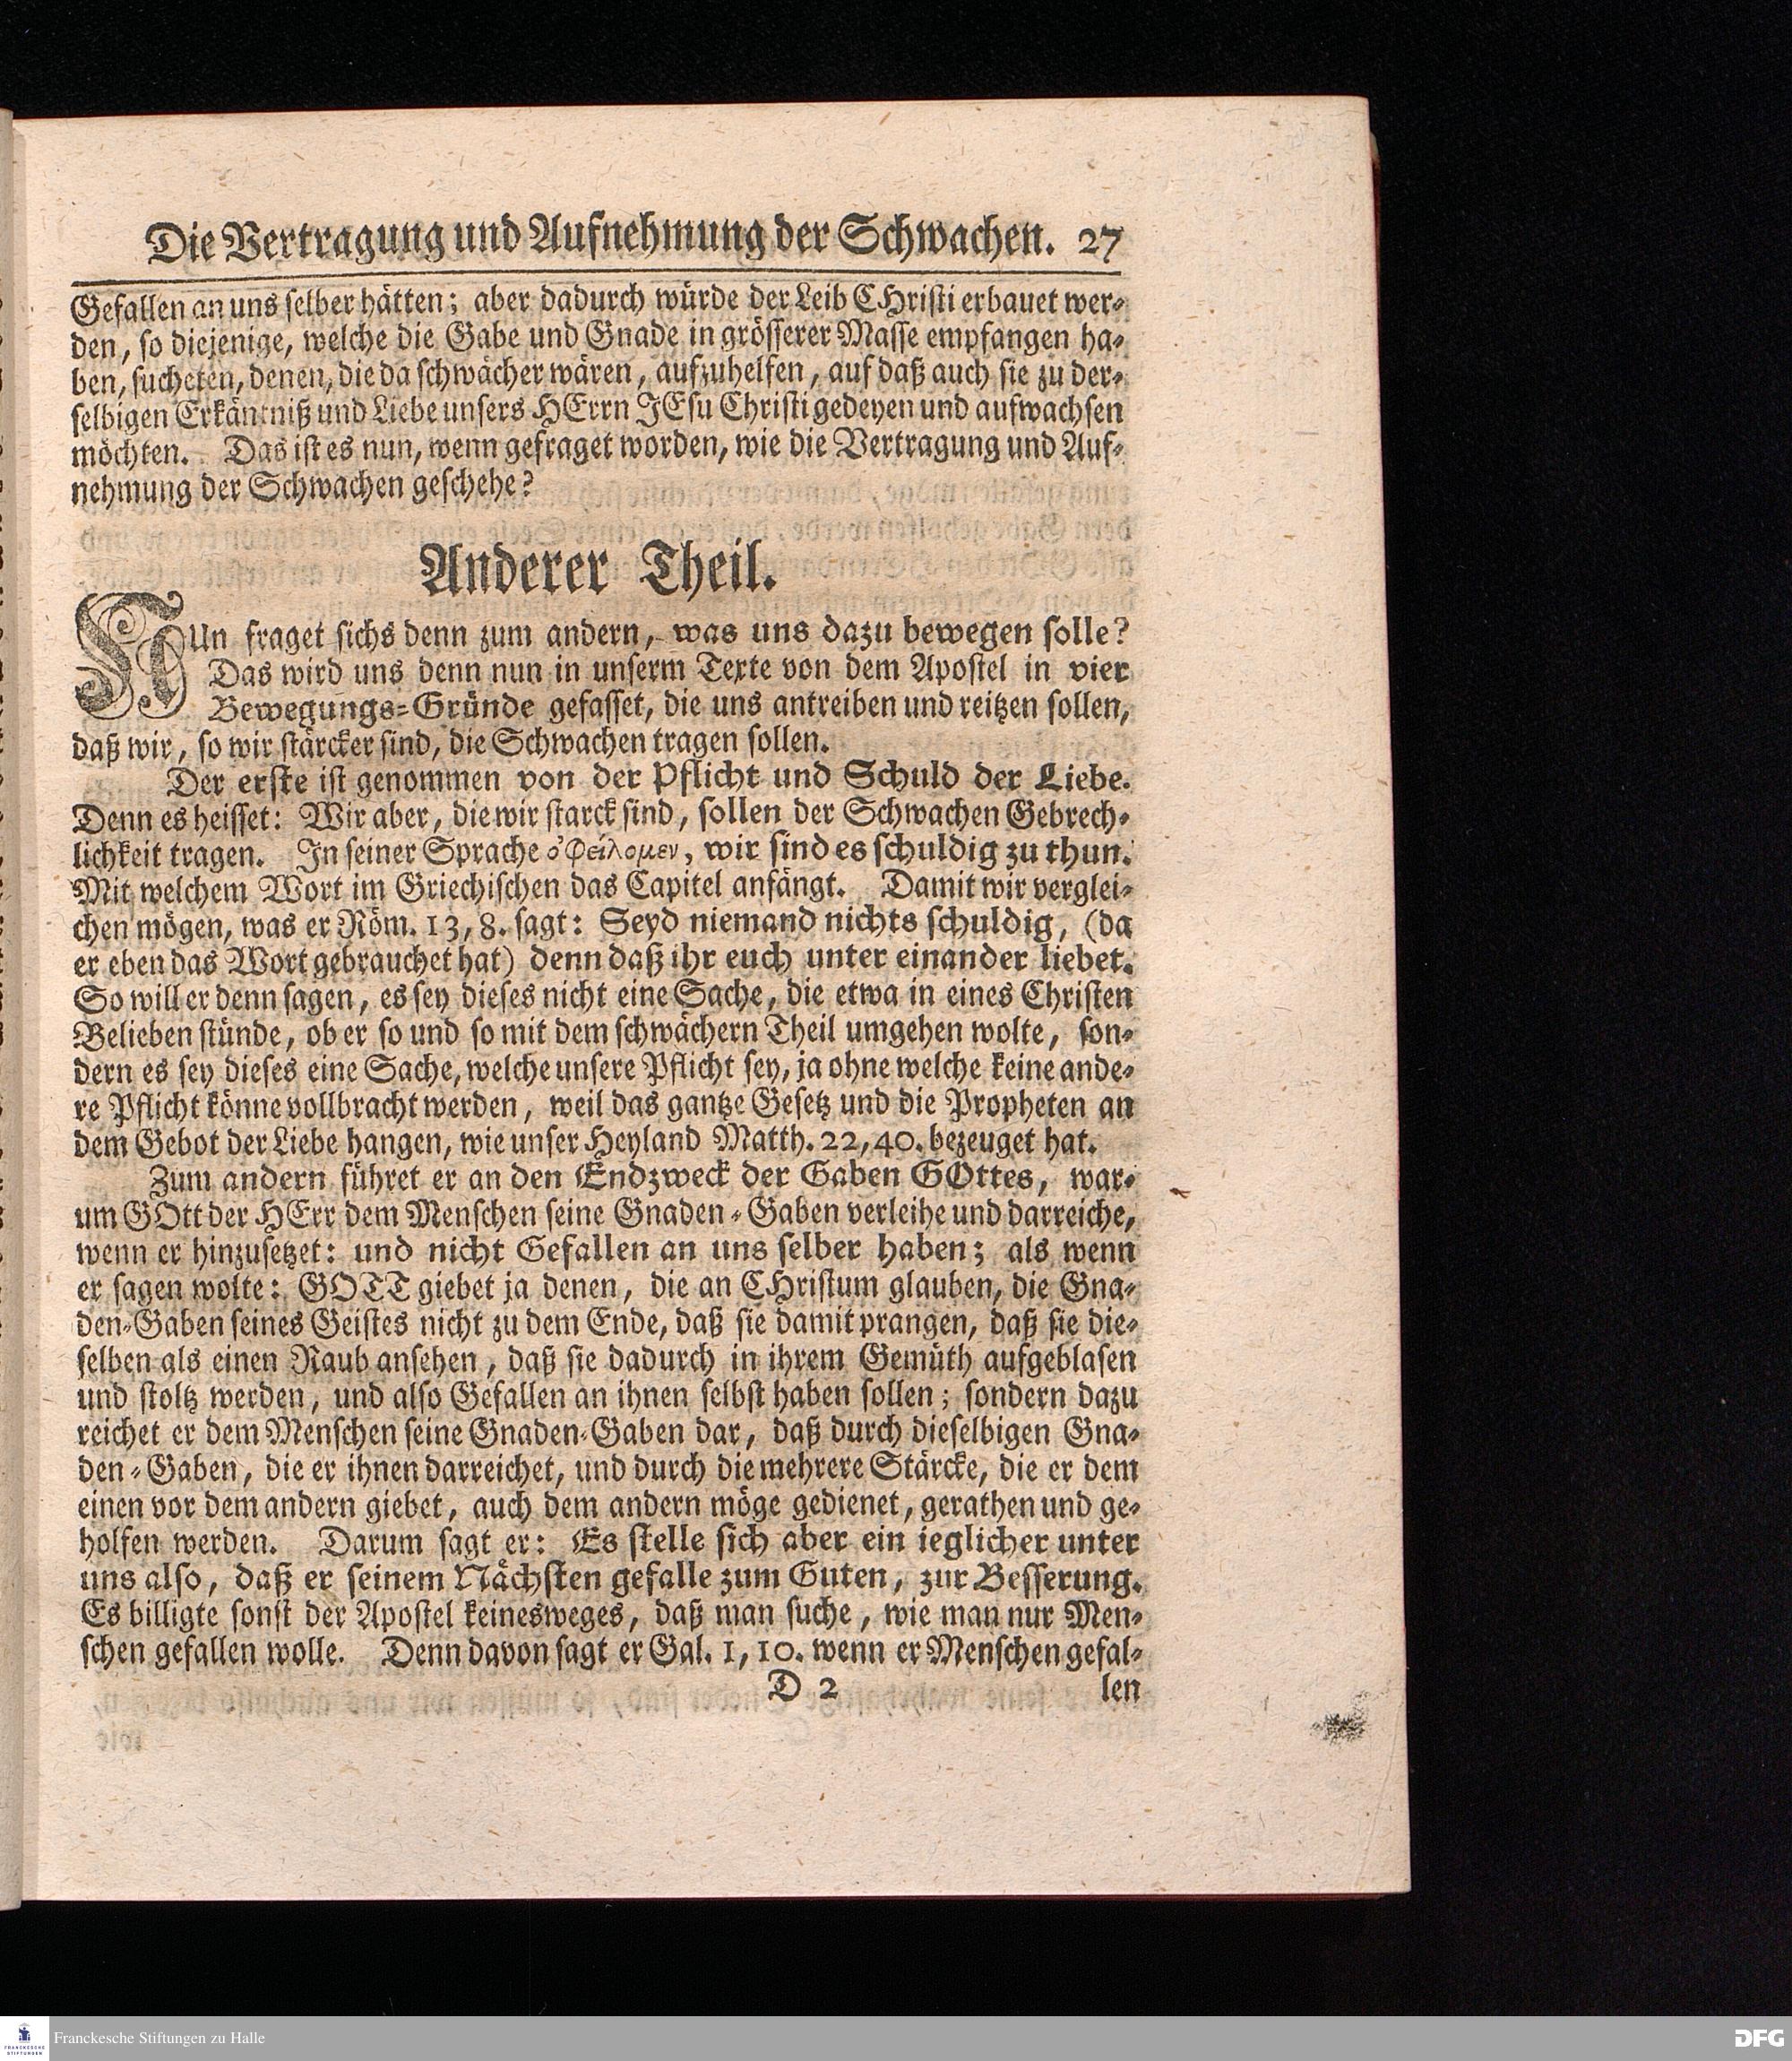 Die Vertragung und Aufnehmung der Schwachen. 27
Gefallen an uns selber hätten; aber dadurch würde der Leib CHristi erbauet wer-
den, so diejenige, welche die Gabe und Gnade in grösserer Masse empfangen ha-
ben, sucheten, denen, die da schwächer wären, aufzuhelfen, auf daß auch sie zu der-
selbigen Erkäntniß und Liebe unsers HErrn JEsu Christi gedeyen und aufwachsen
möchten. Das ist es nun, wenn gefraget worden, wie die Vertragung und Auf-
nehmung der Schwachen geschehe?
Anderer Theil.
NUn fraget sichs denn zum andern, was uns dazu bewegen solle?
Das wird uns denn nun in unserm Texte von dem Apostel in vier
Bewegungs-Gründe gefasset, die uns antreiben und reitzen sollen,
daß wir, so wir stärcker sind, die Schwachen tragen sollen.
Der erste ist genommen von der Pflicht und Schuld der Liebe.
Denn es heisset: Wir aber, die wir starck sind, sollen der Schwachen Gebrech-
lichkeit tragen. In seiner Sprache ὀφείλομεν, wir sind es schuldig zu thun.
Mit welchem Wort im Griechischen das Capitel anfängt. Damit wir verglei-
chen mögen, was er Röm. 13, 8. sagt: Seyd niemand nichts schuldig, (da
er eben das Wort gebrauchet hat) denn daß ihr euch unter einander liebet.
So will er denn sagen, es sey dieses nicht eine Sache, die etwa in eines Christen
Belieben stünde, ob er so und so mit dem schwächern Theil umgehen wolte, son-
dern es sey dieses eine Sache, welche unsere Pflicht sey, ja ohne welche keine ande-
re Pflicht könne vollbracht werden, weil das gantze Gesetz und die Propheten an
dem Gebot der Liebe hangen, wie unser Heyland Matth. 22, 40. bezeuget hat.
Zum andern führet er an den Endzweck der Gaben GOttes, war-
um GOtt der HErr dem Menschen seine Gnaden-Gaben verleihe und darreiche,
wenn er hinzusetzet: und nicht Gefallen an uns selber haben; als wenn
er sagen wolte: GOTT giebet ja denen, die an CHristum glauben, die Gna-
den-Gaben seines Geistes nicht zu dem Ende, daß sie damit prangen, daß sie die-
selben als einen Raub ansehen, daß sie dadurch in ihrem Gemüth aufgeblasen
und stoltz werden, und also Gefallen an ihnen selbst haben sollen; sondern dazu
reichet er dem Menschen seine Gnaden-Gaben dar, daß durch dieselbigen Gna-
den-Gaben, die er ihnen darreichet, und durch die mehrere Stärcke, die er dem
einen vor dem andern giebet, auch dem andern möge gedienet, gerathen und ge-
holfen werden. Darum sagt er: Es stelle sich aber ein ieglicher unter
uns also, daß er seinem Nächsten gefalle zum Guten, zur Besserung.
Es billigte sonst der Apostel keinesweges, daß man suche, wie man nur Men-
schen gefallen wolle. Denn davon sagt er Gal. 1, 10. wenn er Menschen gefal-
D 2 len
FRANCKESCHE STIFTUNGEN
Franckesche Stiftungen zu Halle
DFG